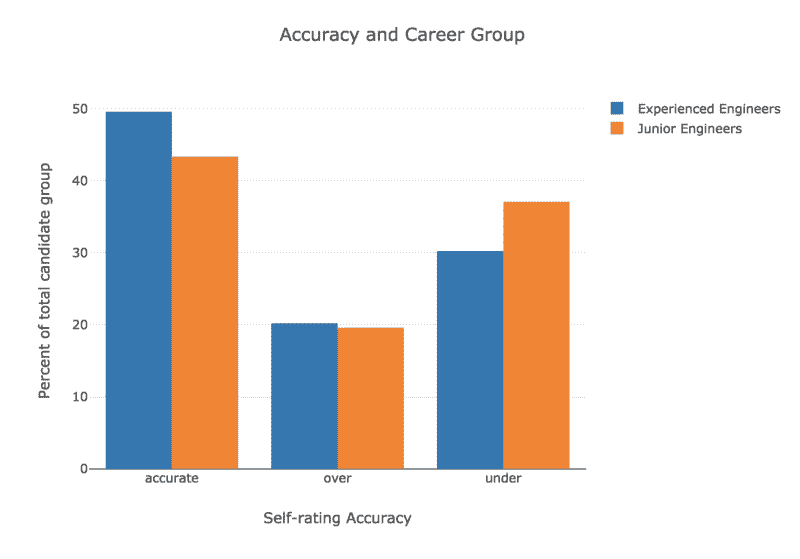 Accuracy and Career Group
Experienced Engineers
Junior Engineers
Percent of total candidate group
50
40
30
20
10
0
accurate over under
Self-rating Accuracy